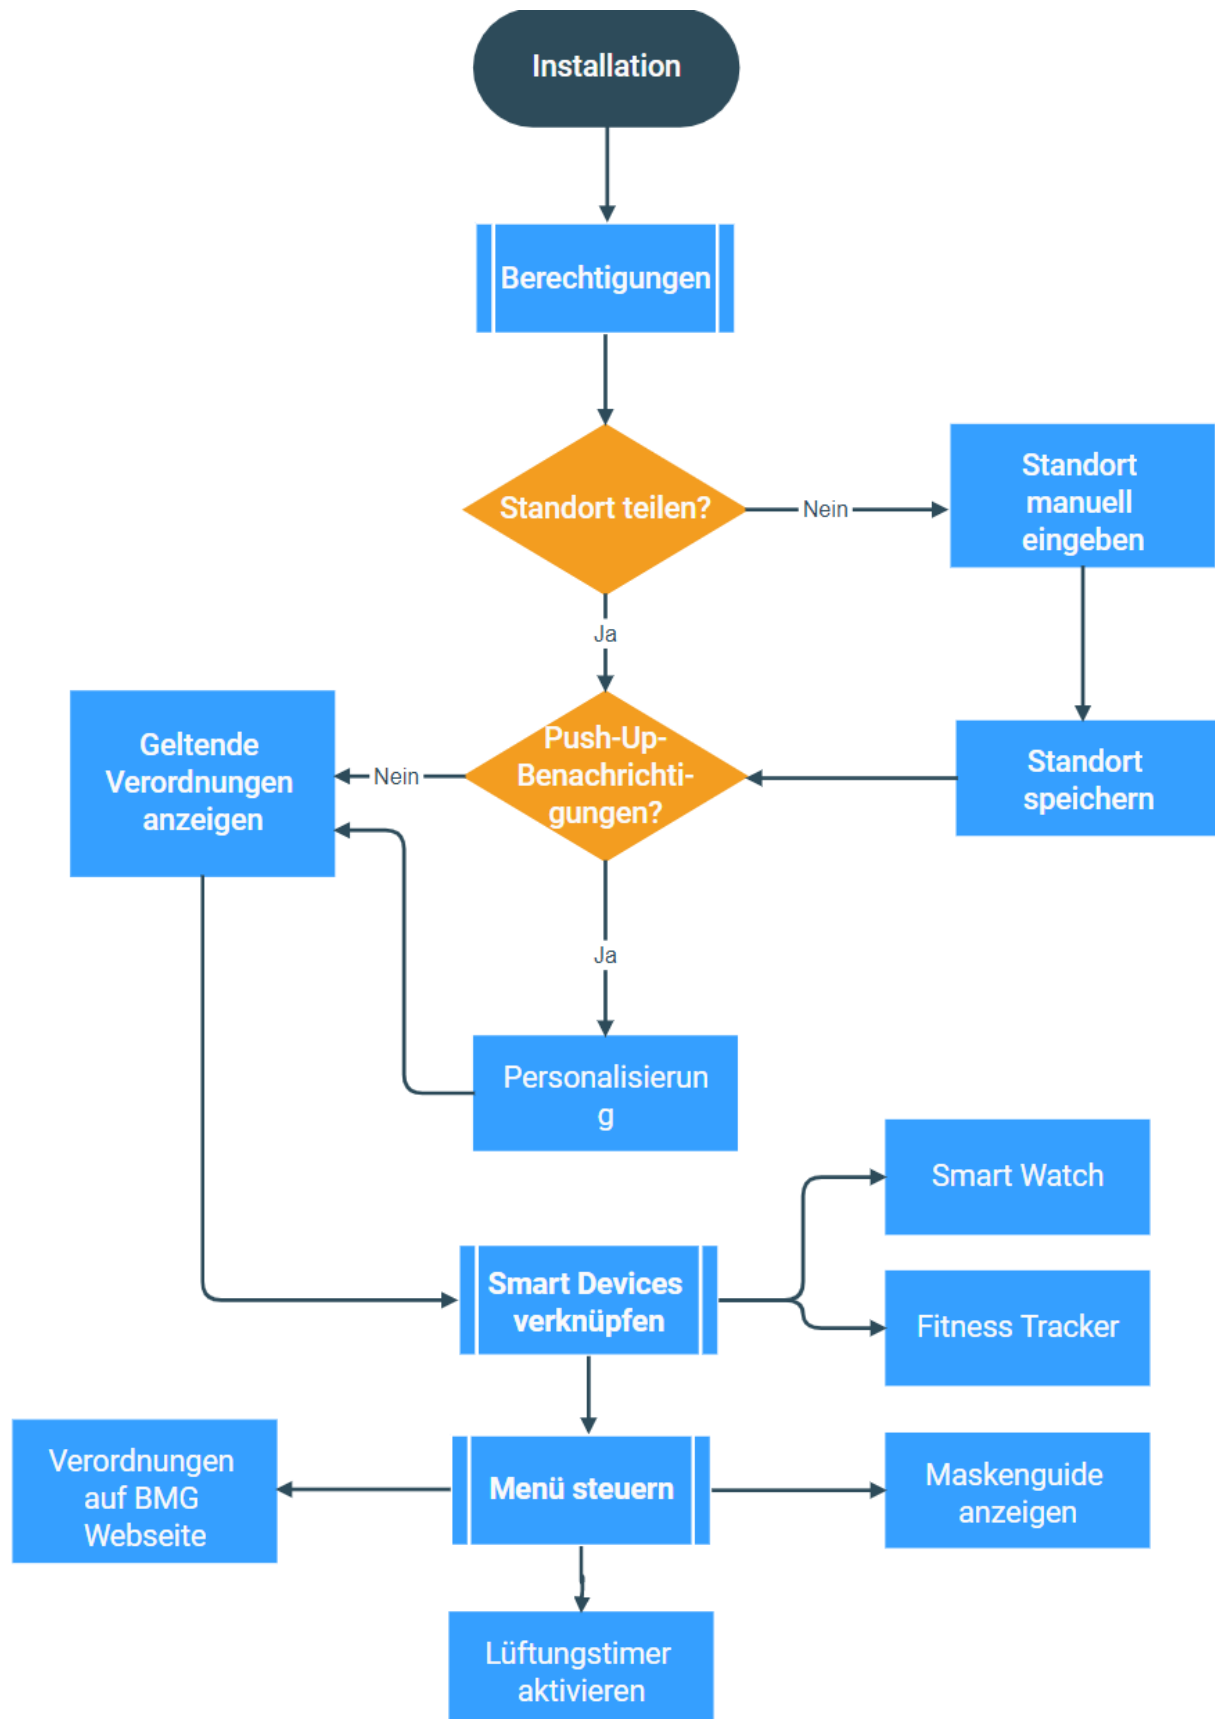 Installation
Berechtigungen
Standort teilen?
Nein
Standort
manuell
eingeben
Ja
Geltende
Verordnungen
anzeigen
Nein
Push-Up-
Benachrichti-
gungen?
Standort
speichern
Ja
Personalisierun
g
Smart Watch
Smart Devices
verknüpfen
Fitness Tracker
Verordnungen
auf BMG
Webseite
Menü steuern
Maskenguide
anzeigen
Lüftungstimer
aktivieren